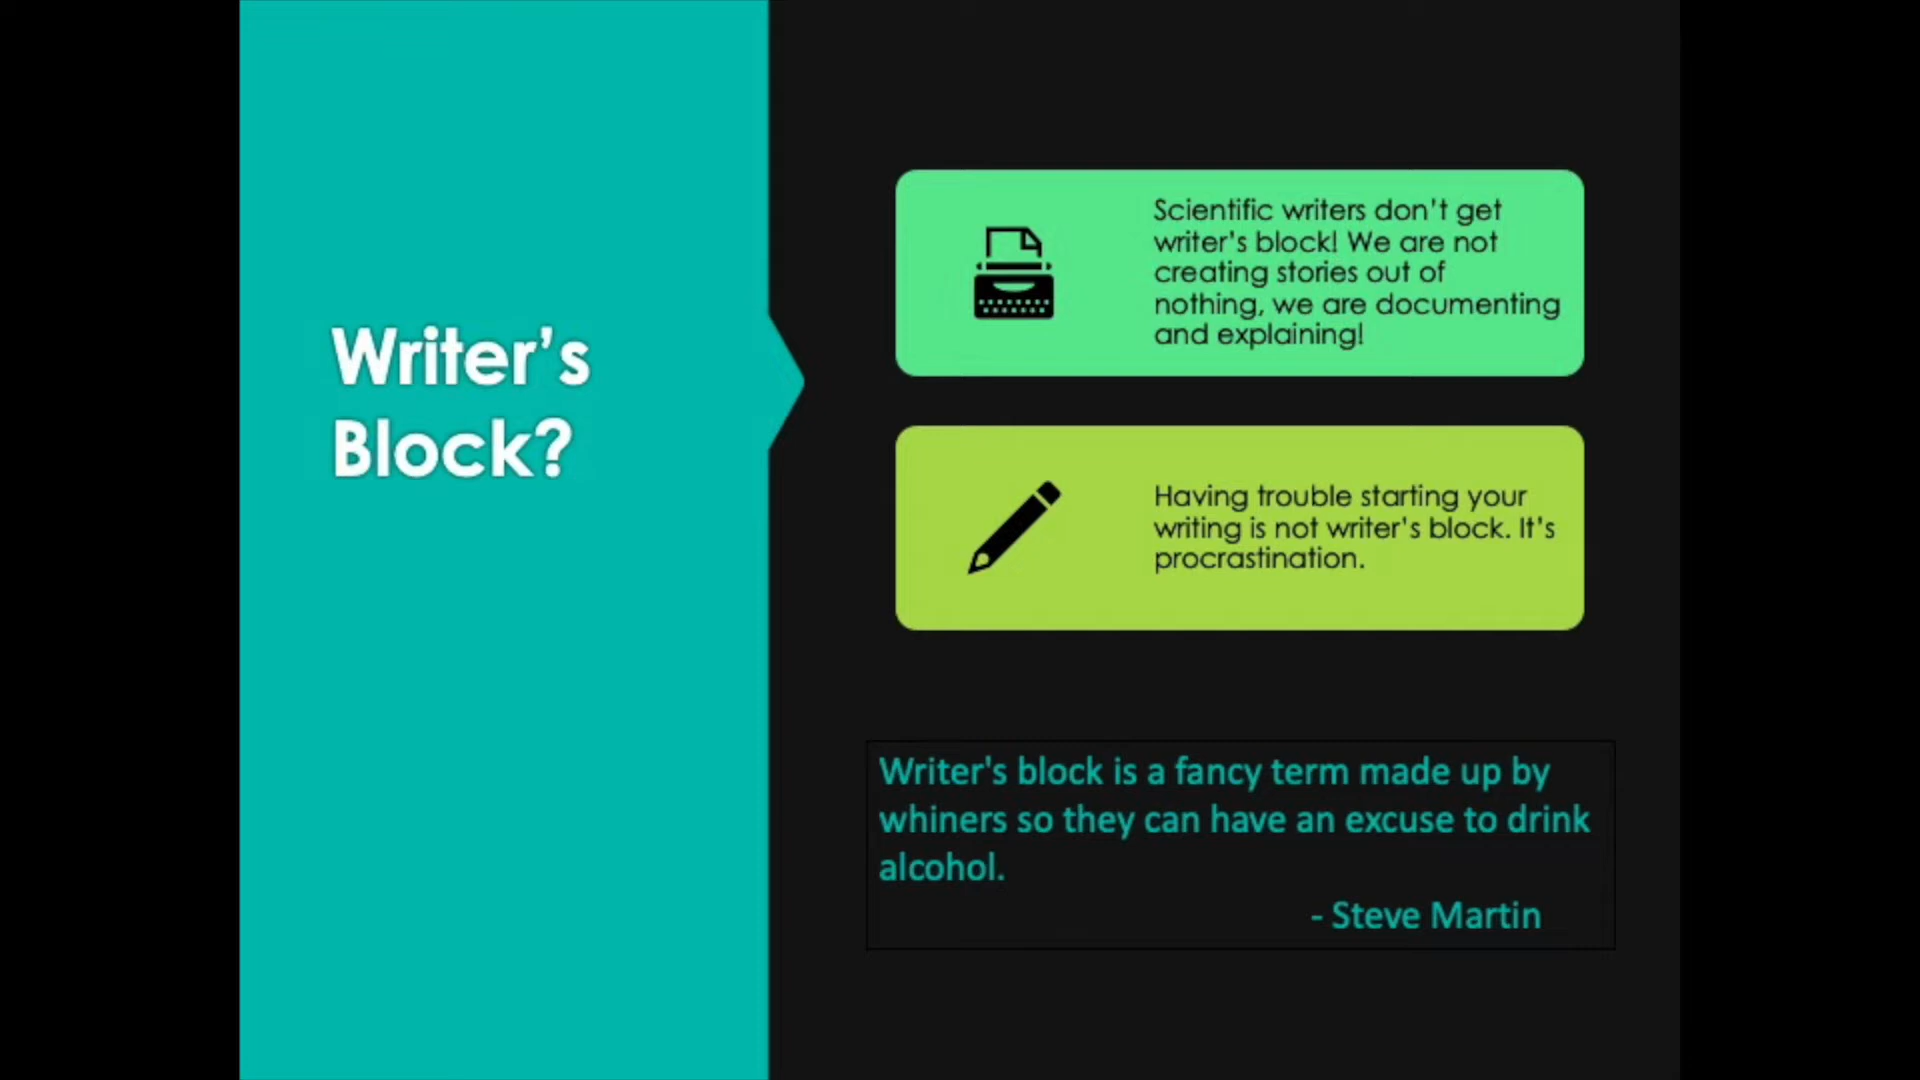 Writer’s
Block?
Scientific writers don’t get
writer’s block! We are not
creating stories out of
nothing, we are documenting
and explaining!
Having trouble starting your
writing is not writer’s block. It’s
procrastination.
Writer's block is a fancy term made up by
whiners so they can have an excuse to drink
alcohol.
- Steve Martin